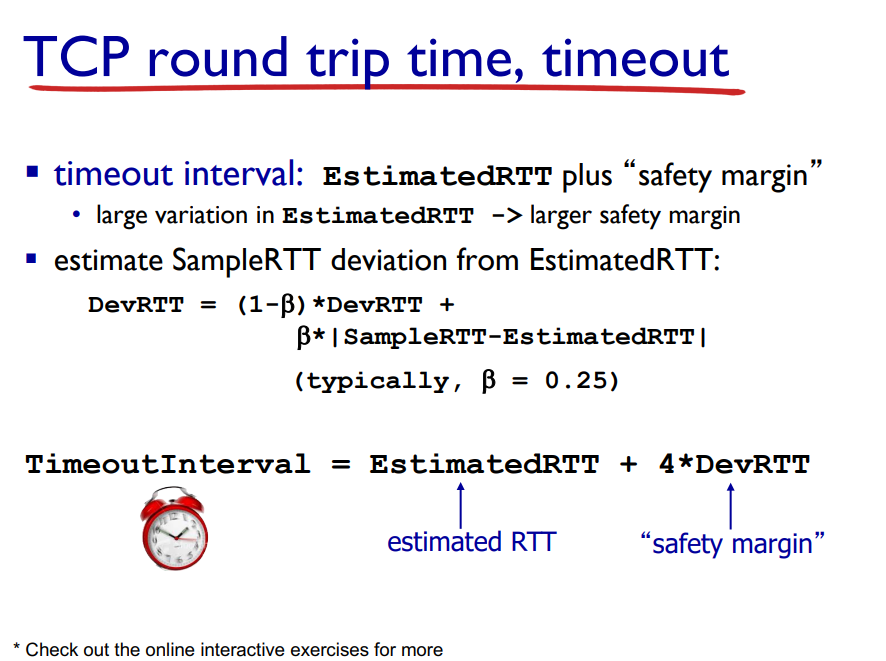 TCP round trip time, timeout
▪ timeout interval: EstimatedRTT plus “safety margin”
• large variation in EstimatedRTT -> larger safety margin
▪ estimate SampleRTT deviation from EstimatedRTT:
DevRTT = (1-β)*DevRTT +
β*|SampleRTT-EstimatedRTT|
(typically, β = 0.25)
TimeoutInterval = EstimatedRTT + 4*DevRTT
estimated RTT “safety margin”
* Check out the online interactive exercises for more